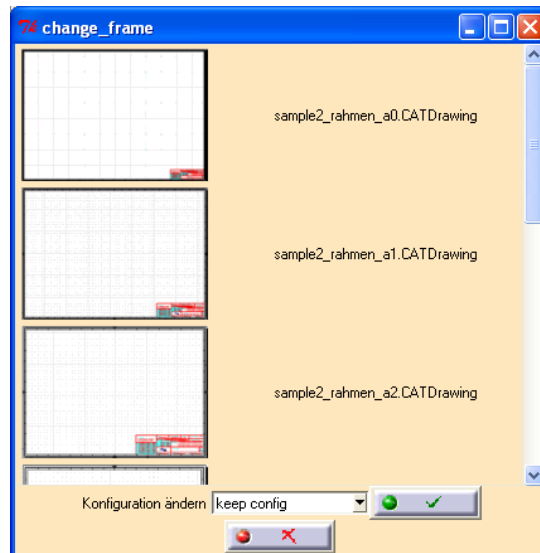 change_frame
sample2_rahmen_a0.CATDrawing
sample2_rahmen_a1.CATDrawing
sample2_rahmen_a2.CATDrawing
Konfiguration ändern keep config